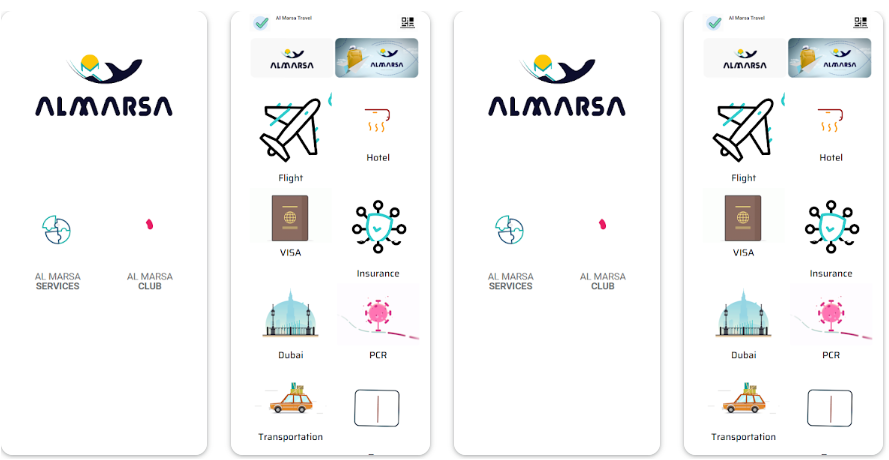 ALMARSA
AL MARSA
SERVICES
AL MARSA
CLUB
Al Marsa Travel
ALMARSA
ALMARSA
Flight
Hotel
VISA
Insurance
Dubai
PCR
Transportation
ALMARSA
AL MARSA
SERVICES
AL MARSA
CLUB
Al Marsa Travel
ALMARSA
ALMARSA
Flight
Hotel
VISA
Insurance
Dubai
PCR
Transportation